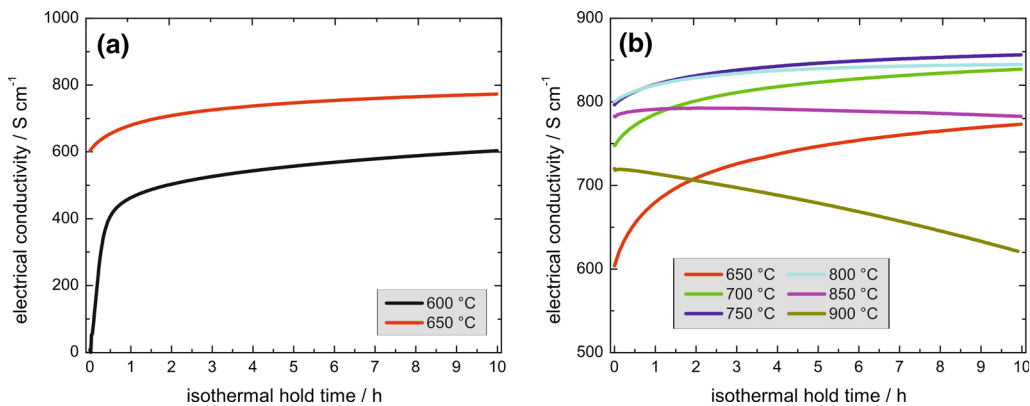 (a)
electrical conductivity / S cm⁻¹
1000
800
600
400
200
0
0 1 2 3 4 5 6 7 8 9 10
isothermal hold time / h
600 °C
650 °C
(b)
electrical conductivity / S cm⁻¹
900
800
700
600
500
0 1 2 3 4 5 6 7 8 9 10
isothermal hold time / h
650 °C 800 °C
700 °C 850 °C
750 °C 900 °C